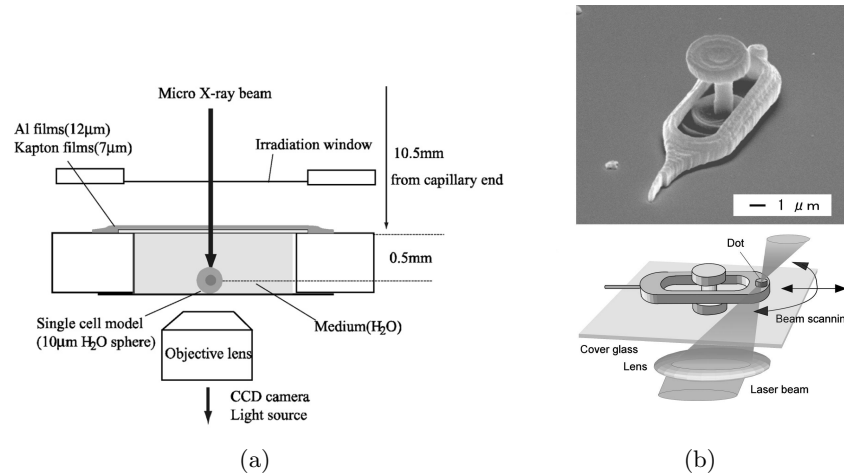 Micro X-ray beam
Al films(12μm)
Kapton films(7μm)
Irradiation window
10.5mm
from capillary end
0.5mm
Single cell model
(10μm H₂O sphere)
Medium(H₂O)
Objective lens
CCD camera
Light source
(a)
1 μm
Dot
Beam scannin
Cover glass
Lens
Laser beam
(b)